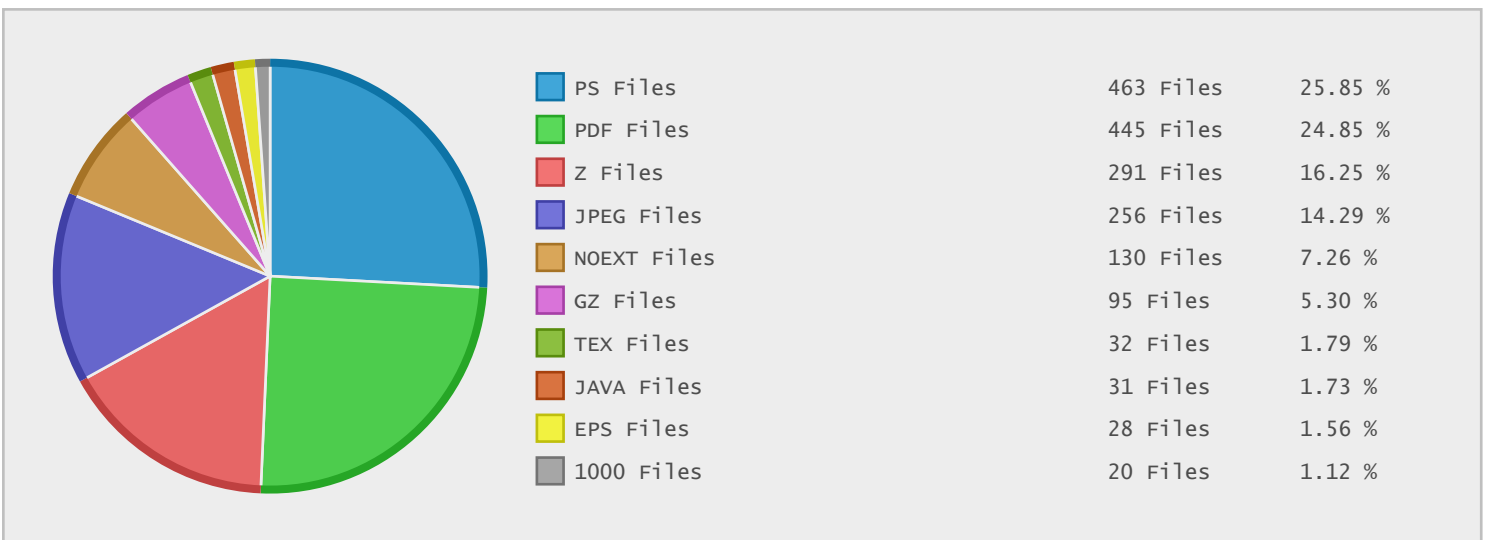 PS Files 463 Files 25.85 %
PDF Files 445 Files 24.85 %
Z Files 291 Files 16.25 %
JPEG Files 256 Files 14.29 %
NOEXT Files 130 Files 7.26 %
GZ Files 95 Files 5.30 %
TEX Files 32 Files 1.79 %
JAVA Files 31 Files 1.73 %
EPS Files 28 Files 1.56 %
1000 Files 20 Files 1.12 %